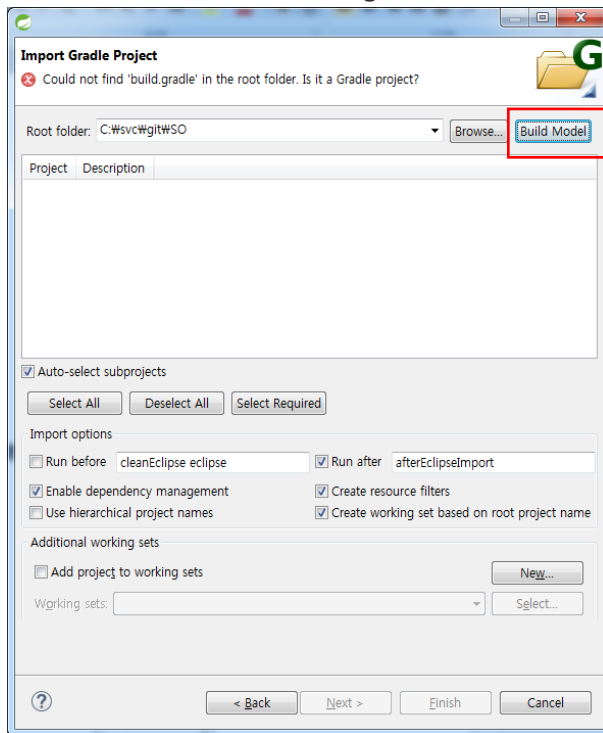 Import Gradle Project
Could not find 'build.gradle' in the root folder. Is it a Gradle project?
G
Root folder: C:₩svc₩git₩SO Browse... Build Model
Project Description
Auto-select subprojects
Select All Deselect All Select Required
Import options
Run before cleanEclipse eclipse Run after afterEclipseImport
Enable dependency management Create resource filters
Use hierarchical project names Create working set based on root project name
Additional working sets
Add project to working sets New...
Working sets: Select...
? < Back Next > Finish Cancel